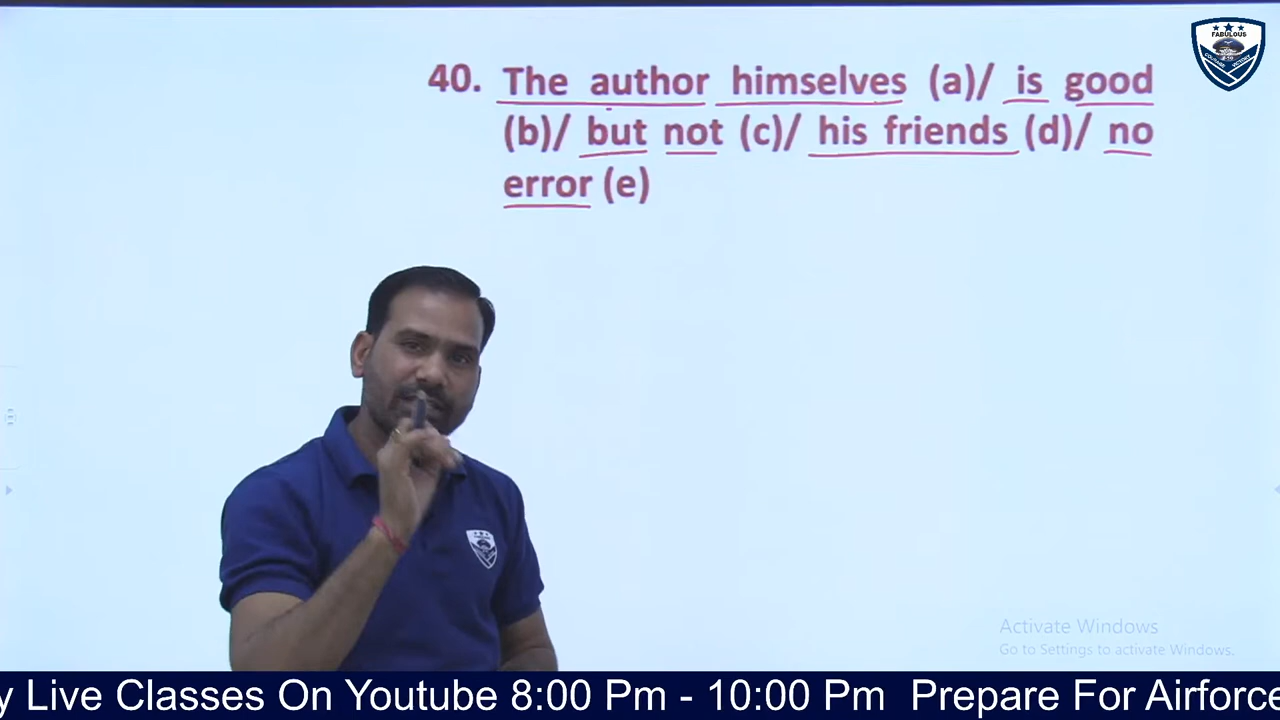 FABULOUS
40. The author himselves (a)/ is good
(b)/ but not (c)/ his friends (d)/ no
error (e)
Activate Windows
Go to Settings to activate Windows.
y Live Classes On Youtube 8:00 Pm - 10:00 Pm Prepare For Airforce